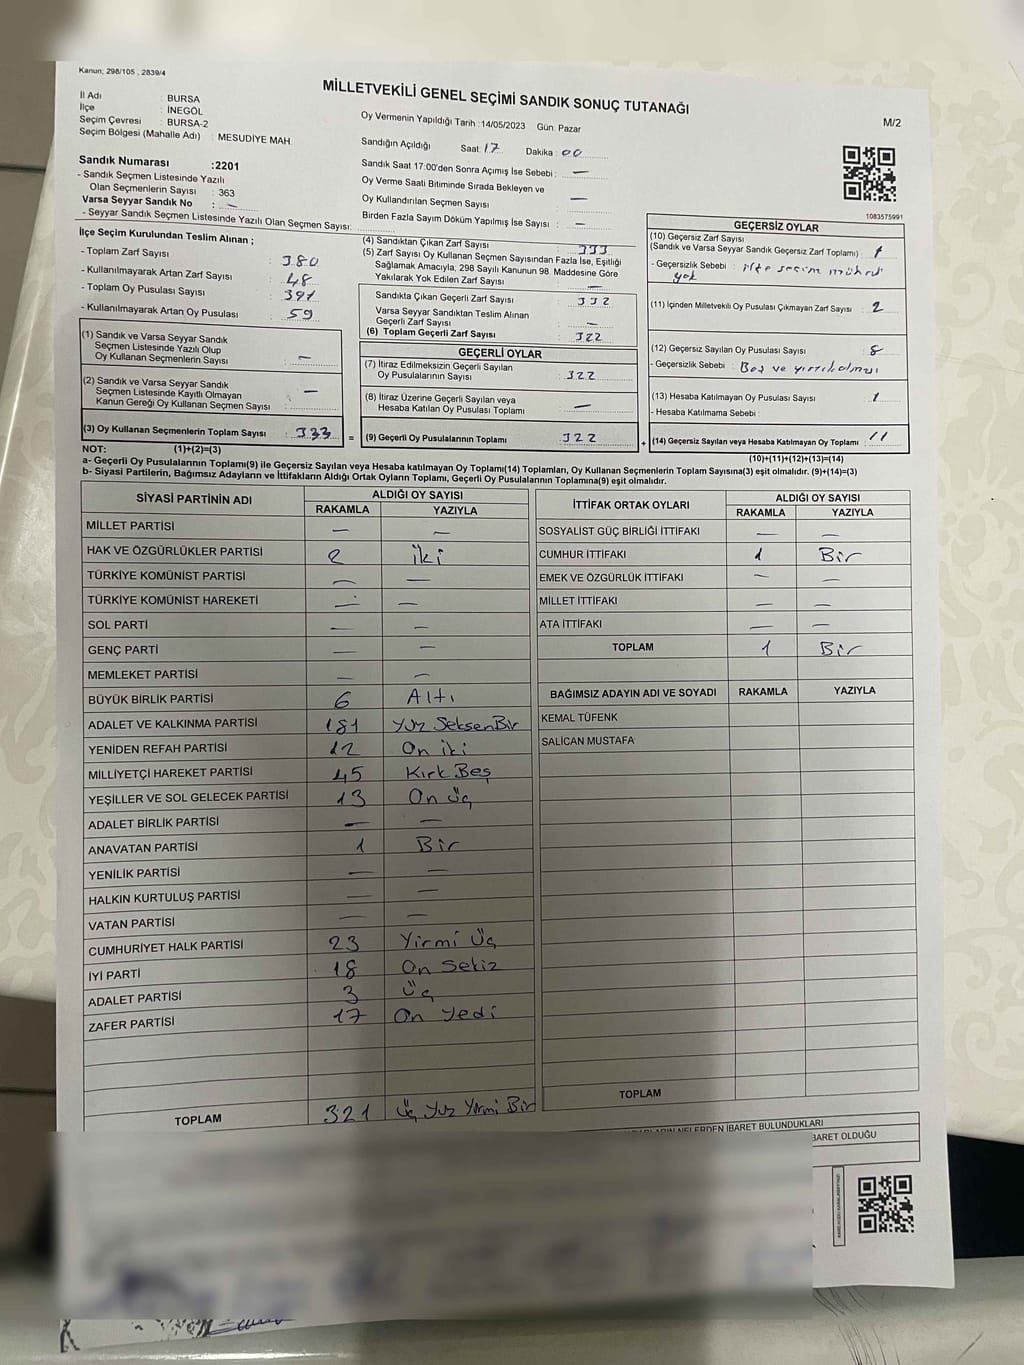 Kanun; 298/105 , 2839/4
MİLLETVEKİLİ GENEL SEÇİMİ SANDIK SONUÇ TUTANAĞI
M/2
İl Adı : BURSA
İlçe : İNEGÖL
Seçim Çevresi : BURSA-2
Seçim Bölgesi (Mahalle Adı) : MESUDİYE MAH.
Oy Vermenin Yapıldığı Tarih : 14/05/2023 Gün: Pazar
Sandığın Açıldığı Saat 17 Dakika 00
Sandık Saat 17:00'den Sonra Açımış İse Sebebi : —
Oy Verme Saati Bitiminde Sırada Bekleyen ve
Oy Kullandırılan Seçmen Sayısı —
Birden Fazla Sayım Döküm Yapılmış İse Sayısı : —
Sandık Numarası :2201
- Sandık Seçmen Listesinde Yazılı
Olan Seçmenlerin Sayısı : 363
Varsa Seyyar Sandık No : —
- Seyyar Sandık Seçmen Listesinde Yazılı Olan Seçmen Sayısı:
1083575991
İlçe Seçim Kurulundan Teslim Alınan ;
- Toplam Zarf Sayısı : 380
- Kullanılmayarak Artan Zarf Sayısı : 48
- Toplam Oy Pusulası Sayısı : 391
- Kullanılmayarak Artan Oy Pusulası : 59
(1) Sandık ve Varsa Seyyar Sandık
Seçmen Listesinde Yazılı Olup
Oy Kullanan Seçmenlerin Sayısı : —
(2) Sandık ve Varsa Seyyar Sandık
Seçmen Listesinde Kayıtlı Olmayan
Kanun Gereği Oy Kullanan Seçmen Sayısı : —
(3) Oy Kullanan Seçmenlerin Toplam Sayısı : 333
(4) Sandıktan Çıkan Zarf Sayısı : 333
(5) Zarf Sayısı Oy Kullanan Seçmen Sayısından Fazla İse, Eşitliği
Sağlamak Amacıyla, 298 Sayılı Kanunun 98. Maddesine Göre
Yakılarak Yok Edilen Zarf Sayısı : —
Sandıkta Çıkan Geçerli Zarf Sayısı : 332
Varsa Seyyar Sandıktan Teslim Alınan
Geçerli Zarf Sayısı : —
(6) Toplam Geçerli Zarf Sayısı : 322
GEÇERLİ OYLAR
(7) İtiraz Edilmeksizin Geçerli Sayılan
Oy Pusulalarının Sayısı : 322
(8) İtiraz Üzerine Geçerli Sayılan veya
Hesaba Katılan Oy Pusulası Toplamı : —
= (9) Geçerli Oy Pusulalarının Toplamı : 322
GEÇERSİZ OYLAR
(10) Geçersiz Zarf Sayısı
(Sandık ve Varsa Seyyar Sandık Geçersiz Zarf Toplamı) : 1
- Geçersizlik Sebebi : ilçe seçim mührü
yok
(11) İçinden Milletvekili Oy Pusulası Çıkmayan Zarf Sayısı : 2
(12) Geçersiz Sayılan Oy Pusulası Sayısı : 8
- Geçersizlik Sebebi : Boş ve yırtık olması
(13) Hesaba Katılmayan Oy Pusulası Sayısı : 1
- Hesaba Katılmama Sebebi :
+ (14) Geçersiz Sayılan veya Hesaba Katılmayan Oy Toplamı : 11
NOT: (1)+(2)=(3)
(10)+(11)+(12)+(13)=(14)
a- Geçerli Oy Pusulalarının Toplamı(9) ile Geçersiz Sayılan veya Hesaba katılmayan Oy Toplamı(14) Toplamları, Oy Kullanan Seçmenlerin Toplam Sayısına(3) eşit olmalıdır. (9)+(14)=(3)
b- Siyasi Partilerin, Bağımsız Adayların ve İttifakların Aldığı Ortak Oyların Toplamı, Geçerli Oy Pusulalarının Toplamına(9) eşit olmalıdır.
SİYASİ PARTİNİN ADI ALDIĞI OY SAYISI
RAKAMLA YAZIYLA
MİLLET PARTİSİ — —
HAK VE ÖZGÜRLÜKLER PARTİSİ 2 iki
TÜRKİYE KOMÜNİST PARTİSİ — —
TÜRKİYE KOMÜNİST HAREKETİ — —
SOL PARTİ — —
GENÇ PARTİ — —
MEMLEKET PARTİSİ — —
BÜYÜK BİRLİK PARTİSİ 6 Altı
ADALET VE KALKINMA PARTİSİ 181 Yüz Seksen Bir
YENİDEN REFAH PARTİSİ 12 On iki
MİLLİYETÇİ HAREKET PARTİSİ 45 Kırk Beş
YEŞİLLER VE SOL GELECEK PARTİSİ 13 On Üç
ADALET BİRLİK PARTİSİ — —
ANAVATAN PARTİSİ 1 Bir
YENİLİK PARTİSİ — —
HALKIN KURTULUŞ PARTİSİ — —
VATAN PARTİSİ — —
CUMHURİYET HALK PARTİSİ 23 Yirmi Üç
İYİ PARTİ 18 On Sekiz
ADALET PARTİSİ 3 Üç
ZAFER PARTİSİ 17 On Yedi
TOPLAM 321 Üç Yüz Yirmi Bir
İTTİFAK ORTAK OYLARI ALDIĞI OY SAYISI
RAKAMLA YAZIYLA
SOSYALİST GÜÇ BİRLİĞİ İTTİFAKI — —
CUMHUR İTTİFAKI 1 Bir
EMEK VE ÖZGÜRLÜK İTTİFAKI — —
MİLLET İTTİFAKI — —
ATA İTTİFAKI — —
TOPLAM 1 Bir
BAĞIMSIZ ADAYIN ADI VE SOYADI RAKAMLA YAZIYLA
KEMAL TÜFENK
SALİCAN MUSTAFA
TOPLAM
NELERDEN İBARET BULUNDUKLARI
BARET OLDUĞU